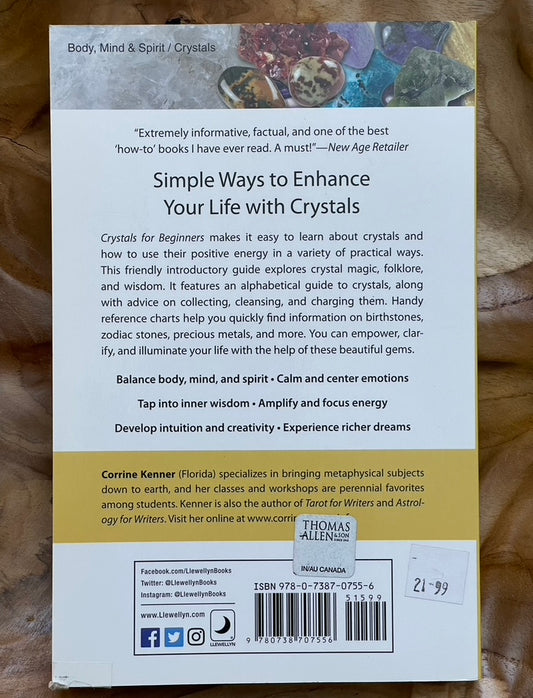 Body, Mind & Spirit / Crystals
“Extremely informative, factual, and one of the best
‘how-to’ books I have ever read. A must!”—New Age Retailer
Simple Ways to Enhance
Your Life with Crystals
Crystals for Beginners makes it easy to learn about crystals and
how to use their positive energy in a variety of practical ways.
This friendly introductory guide explores crystal magic, folklore,
and wisdom. It features an alphabetical guide to crystals, along
with advice on collecting, cleansing, and charging them. Handy
reference charts help you quickly find information on birthstones,
zodiac stones, precious metals, and more. You can empower, clar-
ify, and illuminate your life with the help of these beautiful gems.
Balance body, mind, and spirit • Calm and center emotions
Tap into inner wisdom • Amplify and focus energy
Develop intuition and creativity • Experience richer dreams
Corrine Kenner (Florida) specializes in bringing metaphysical subjects
down to earth, and her classes and workshops are perennial favorites
among students. Kenner is also the author of Tarot for Writers and Astrol-
ogy for Writers. Visit her online at www.corrin
THOMAS
ALLEN & SON
IN/AU CANADA
Facebook.com/LlewellynBooks
Twitter: @LlewellynBooks
Instagram: @LlewellynBooks
www.Llewellyn.com
LLEWELLYN
ISBN 978-0-7387-0755-6
51599
9 780738 707556
21-99